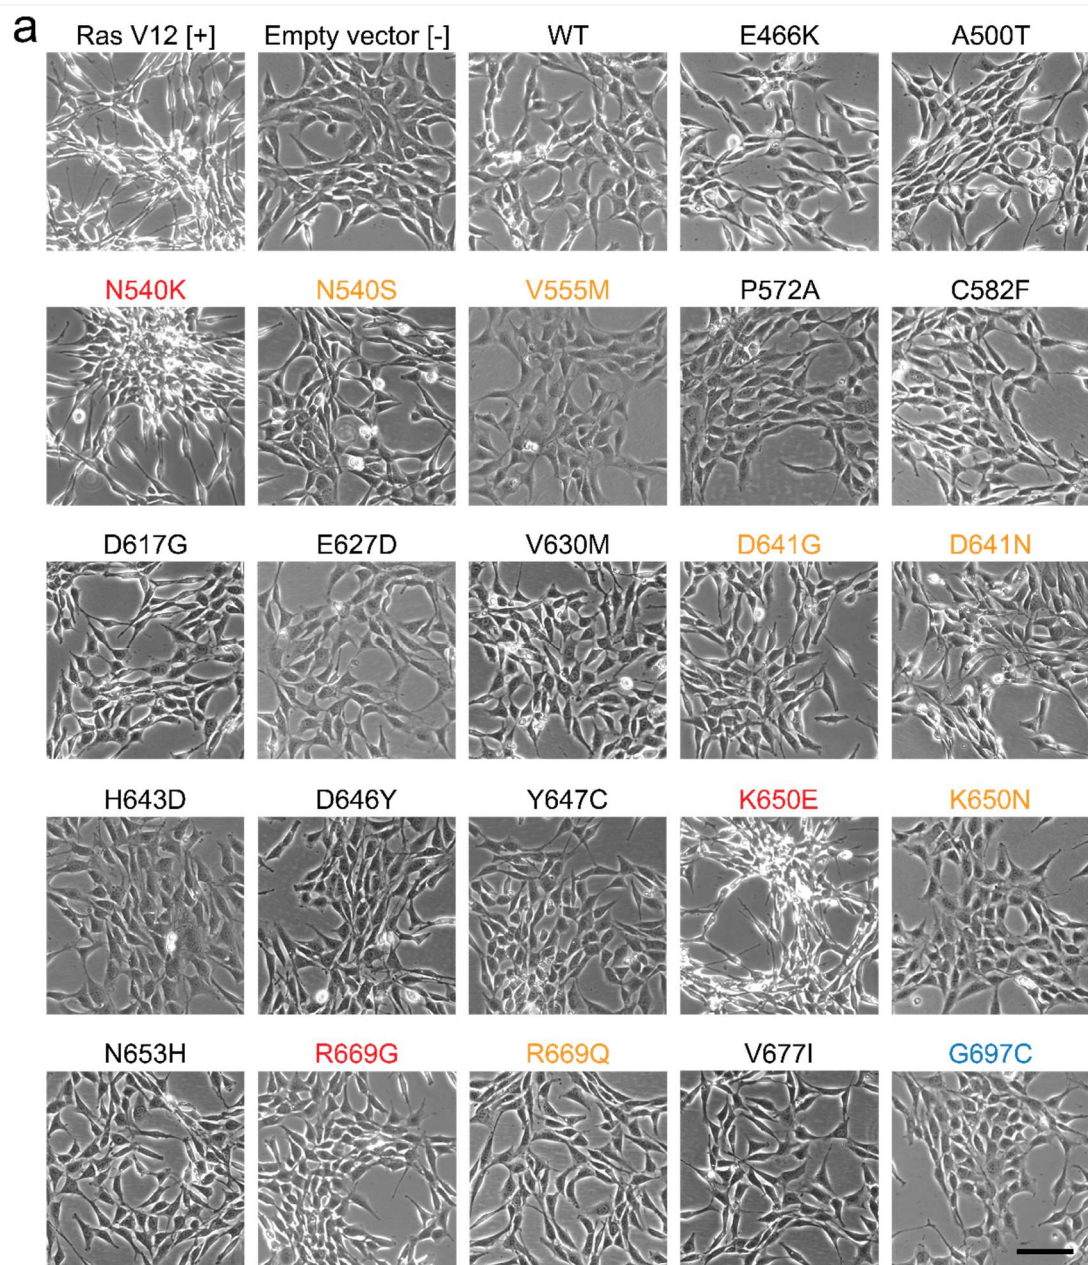 a
Ras V12 [+] Empty vector [-] WT E466K A500T
N540K N540S V555M P572A C582F
D617G E627D V630M D641G D641N
H643D D646Y Y647C K650E K650N
N653H R669G R669Q V677I G697C